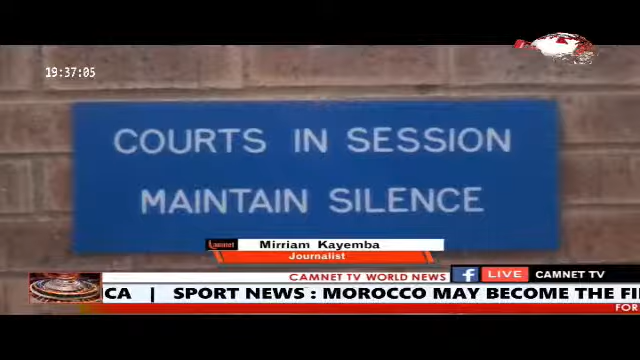 19:37:05
COURTS IN SESSION
MAINTAIN SILENCE
Camnet
Mirriam Kayemba
Journalist
CAMNET TV WORLD NEWS
f LIVE CAMNET TV
CA | SPORT NEWS : MOROCCO MAY BECOME THE FI
FOR